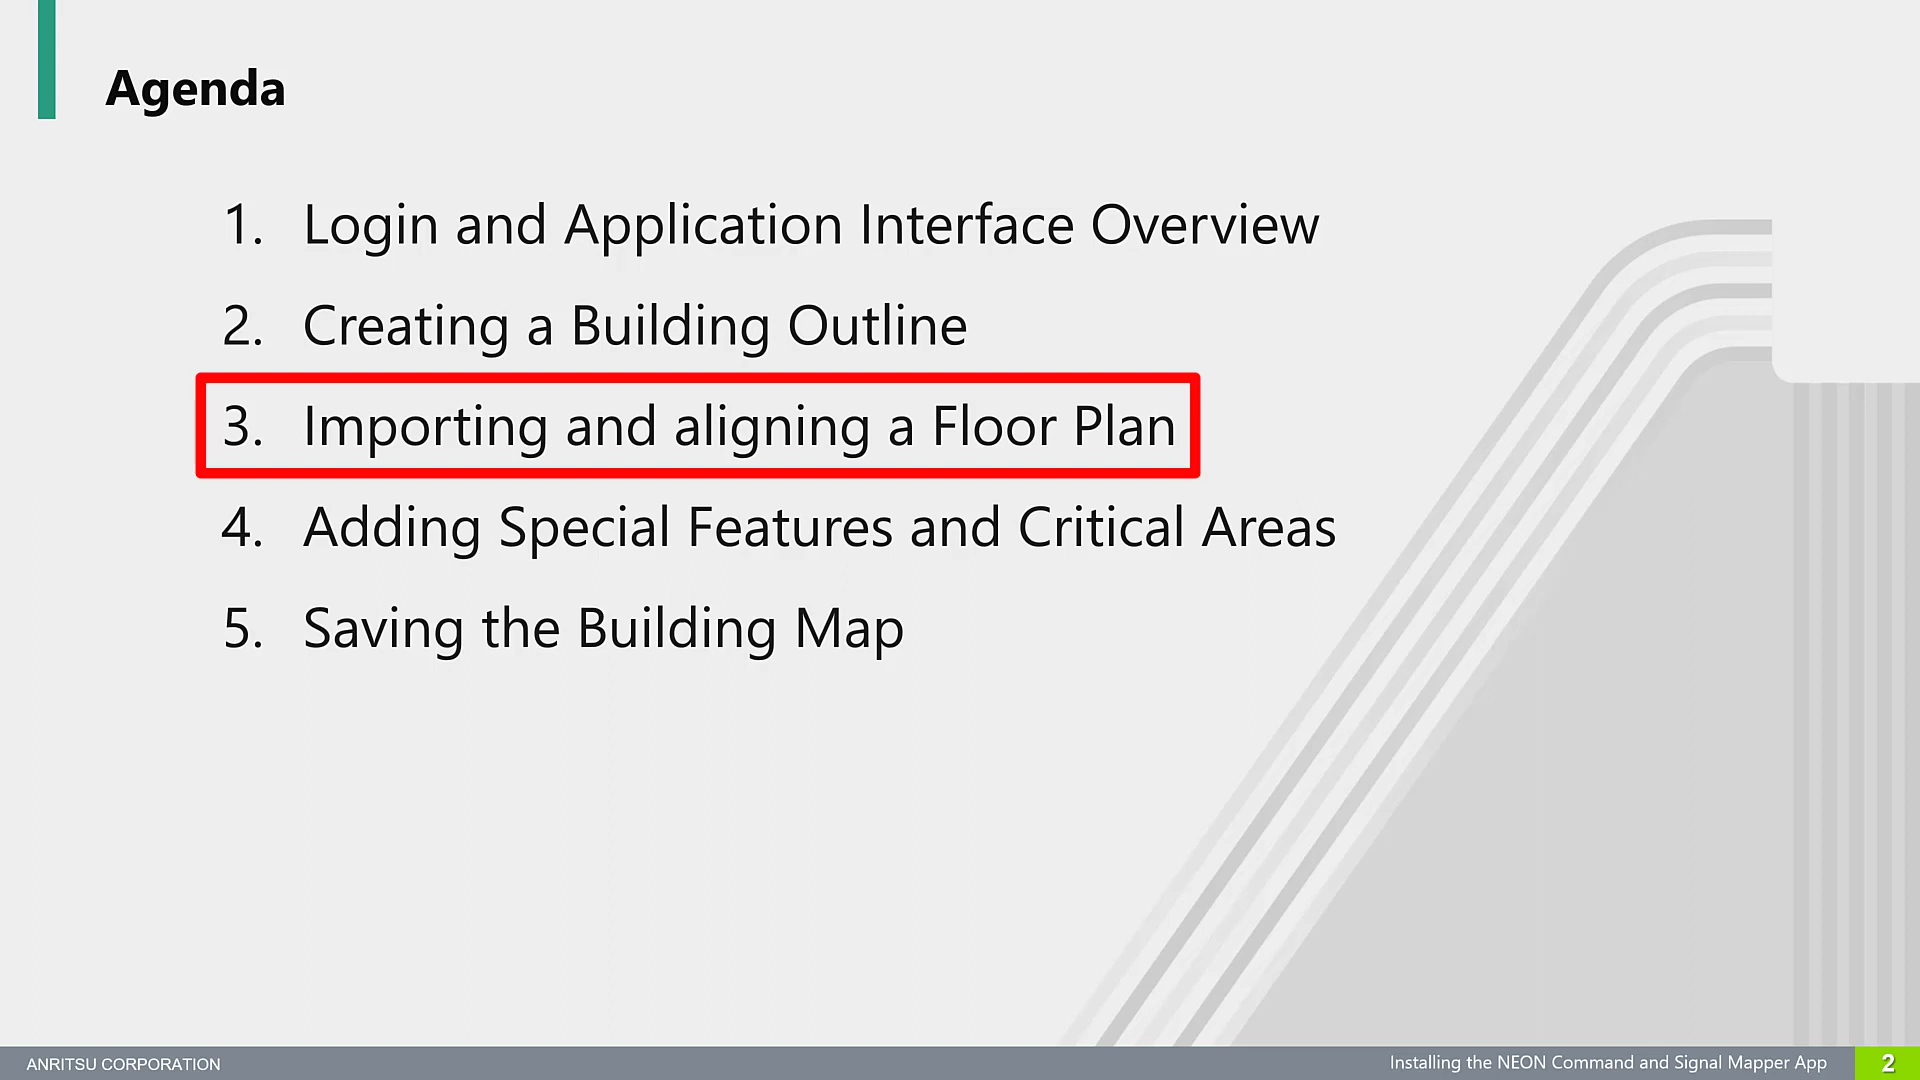 Agenda
1. Login and Application Interface Overview
2. Creating a Building Outline
3. Importing and aligning a Floor Plan
4. Adding Special Features and Critical Areas
5. Saving the Building Map
ANRITSU CORPORATION
Installing the NEON Command and Signal Mapper App
2